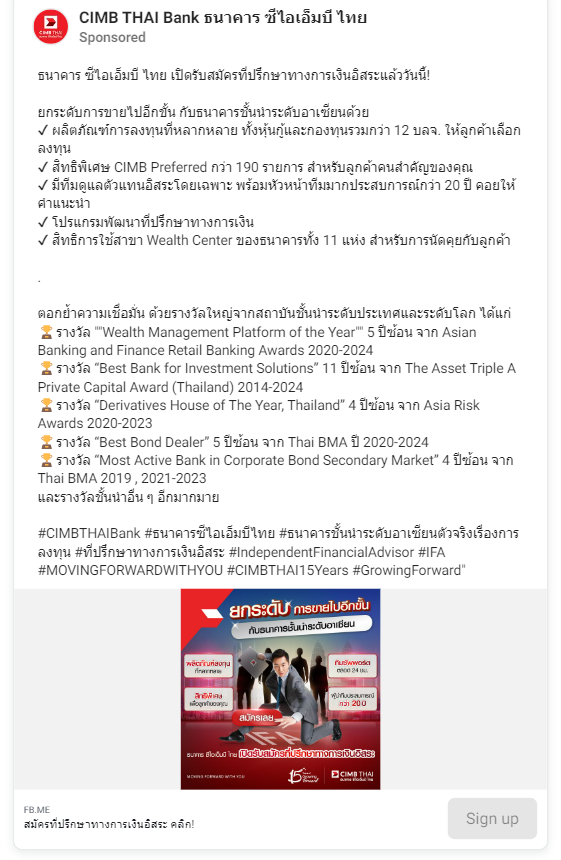 CIMB THAI Bank ธนาคาร ซีไอเอ็มบี ไทย
Sponsored
ธนาคาร ซีไอเอ็มบี ไทย เปิดรับสมัครที่ปรึกษาทางการเงินอิสระแล้ววันนี้!
ยกระดับการขายไปอีกขั้น กับธนาคารชั้นนำระดับอาเซียนด้วย
✓ ผลิตภัณฑ์การลงทุนที่หลากหลาย ทั้งหุ้นกู้และกองทุนรวมกว่า 12 บลจ. ให้ลูกค้าเลือก
ลงทุน
✓ สิทธิพิเศษ CIMB Preferred กว่า 190 รายการ สำหรับลูกค้าคนสำคัญของคุณ
✓ มีทีมดูแลตัวแทนอิสระโดยเฉพาะ พร้อมหัวหน้าทีมมากประสบการณ์กว่า 20 ปี คอยให้
คำแนะนำ
✓ โปรแกรมพัฒนาที่ปรึกษาทางการเงิน
✓ สิทธิการใช้สาขา Wealth Center ของธนาคารทั้ง 11 แห่ง สำหรับการนัดคุยกับลูกค้า
.
ตอกย้ำความเชื่อมั่น ด้วยรางวัลใหญ่จากสถาบันชั้นนำระดับประเทศและระดับโลก ได้แก่
🏆 รางวัล ""Wealth Management Platform of the Year"" 5 ปีซ้อน จาก Asian
Banking and Finance Retail Banking Awards 2020-2024
🏆 รางวัล “Best Bank for Investment Solutions” 11 ปีซ้อน จาก The Asset Triple A
Private Capital Award (Thailand) 2014-2024
🏆 รางวัล “Derivatives House of The Year, Thailand” 4 ปีซ้อน จาก Asia Risk
Awards 2020-2023
🏆 รางวัล “Best Bond Dealer” 5 ปีซ้อน จาก Thai BMA ปี 2020-2024
🏆 รางวัล “Most Active Bank in Corporate Bond Secondary Market” 4 ปีซ้อน จาก
Thai BMA 2019 , 2021-2023
และรางวัลชั้นนำอื่น ๆ อีกมากมาย
#CIMBTHAIBank #ธนาคารซีไอเอ็มบีไทย #ธนาคารชั้นนำระดับอาเซียนตัวจริงเรื่องการ
ลงทุน #ที่ปรึกษาทางการเงินอิสระ #IndependentFinancialAdvisor #IFA
#MOVINGFORWARDWITHYOU #CIMBTHAI15Years #GrowingForward"
ยกระดับ การขายไปอีกขั้น
กับธนาคารชั้นนำระดับอาเซียน
ผลิตภัณฑ์ลงทุน
ที่หลากหลาย
ทีมซัพพอร์ต
ตลอด 24 ชม.
สิทธิพิเศษ
เพื่อลูกค้าของคุณ
ผู้นำทีมประสบการณ์
กว่า 20 ปี
สมัครเลย
IFA
ธนาคาร ซีไอเอ็มบี ไทย เปิดรับสมัครที่ปรึกษาทางการเงินอิสระ
MOVING FORWARD WITH YOU
15
CIMB THAI
FB.ME
สมัครที่ปรึกษาทางการเงินอิสระ คลิก!
Sign up